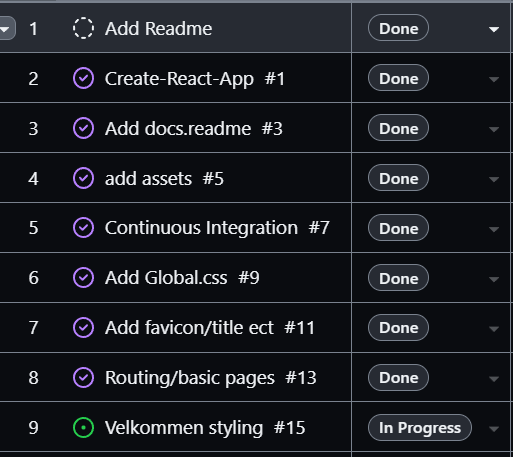 1 Add Readme Done
2 Create-React-App #1 Done
3 Add docs.readme #3 Done
4 add assets #5 Done
5 Continuous Integration #7 Done
6 Add Global.css #9 Done
7 Add favicon/title ect #11 Done
8 Routing/basic pages #13 Done
9 Velkommen styling #15 In Progress